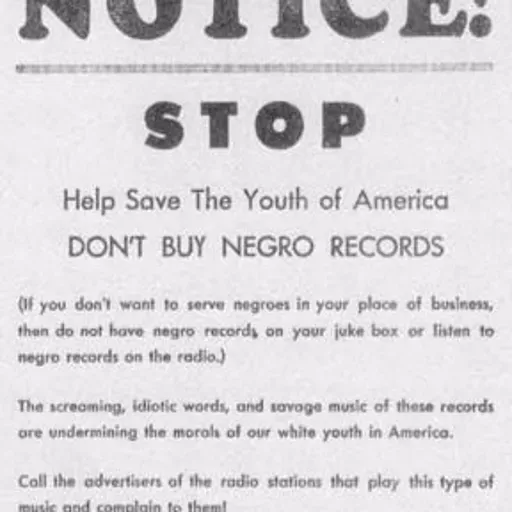 NOTICE!
STOP
Help Save The Youth of America
DON'T BUY NEGRO RECORDS
(If you don't want to serve negroes in your place of business,
then do not have negro records on your juke box or listen to
negro records on the radio.)
The screaming, idiotic words, and savage music of these records
are undermining the morals of our white youth in America.
Call the advertisers of the radio stations that play this type of
music and complain to them!